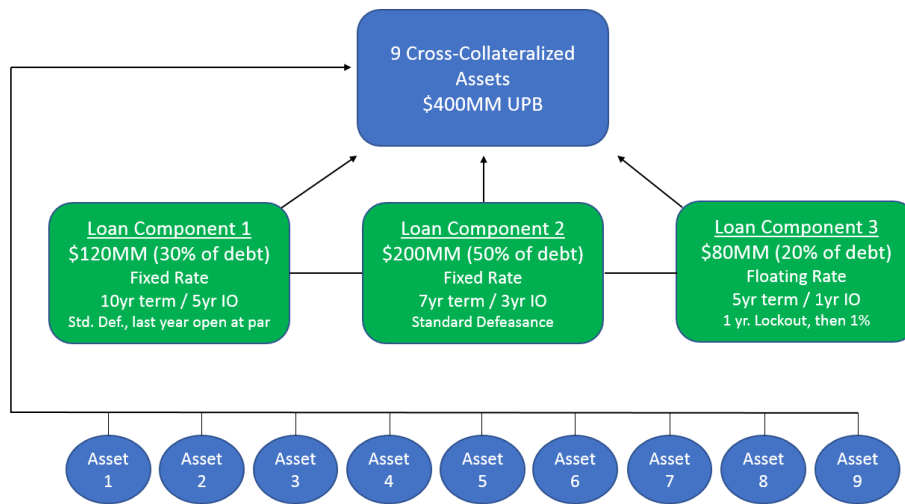 9 Cross-Collateralized
Assets
$400MM UPB
Loan Component 1
$120MM (30% of debt)
Fixed Rate
10yr term / 5yr IO
Std. Def., last year open at par
Loan Component 2
$200MM (50% of debt)
Fixed Rate
7yr term / 3yr IO
Standard Defeasance
Loan Component 3
$80MM (20% of debt)
Floating Rate
5yr term / 1yr IO
1 yr. Lockout, then 1%
Asset
1
Asset
2
Asset
3
Asset
4
Asset
5
Asset
6
Asset
7
Asset
8
Asset
9